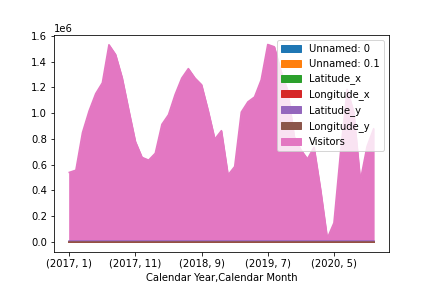 1e6
1.6
1.4
1.2
1.0
0.8
0.6
0.4
0.2
0.0
Unnamed: 0
Unnamed: 0.1
Latitude_x
Longitude_x
Latitude_y
Longitude_y
Visitors
(2017, 1) (2017, 11) (2018, 9) (2019, 7) (2020, 5)
Calendar Year,Calendar Month